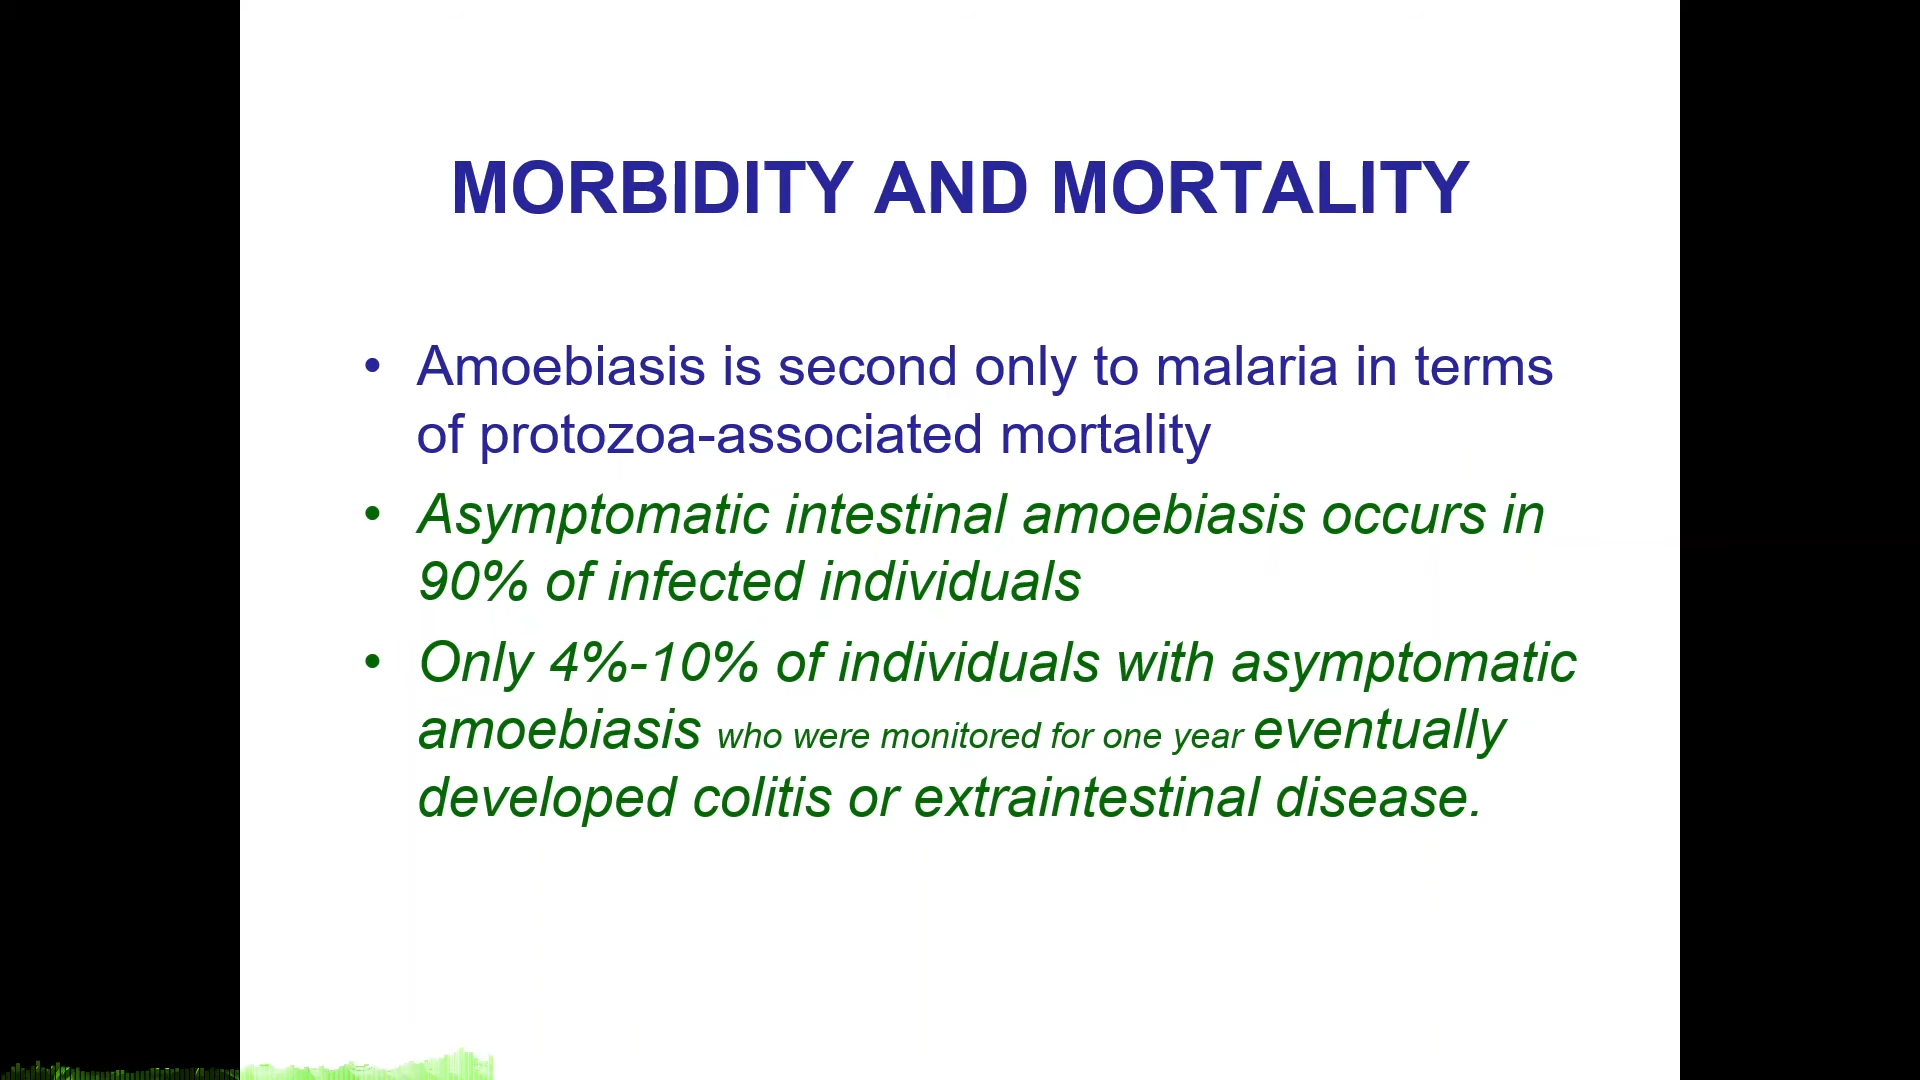 MORBIDITY AND MORTALITY
• Amoebiasis is second only to malaria in terms
of protozoa-associated mortality
• Asymptomatic intestinal amoebiasis occurs in
90% of infected individuals
• Only 4%-10% of individuals with asymptomatic
amoebiasis who were monitored for one year eventually
developed colitis or extraintestinal disease.